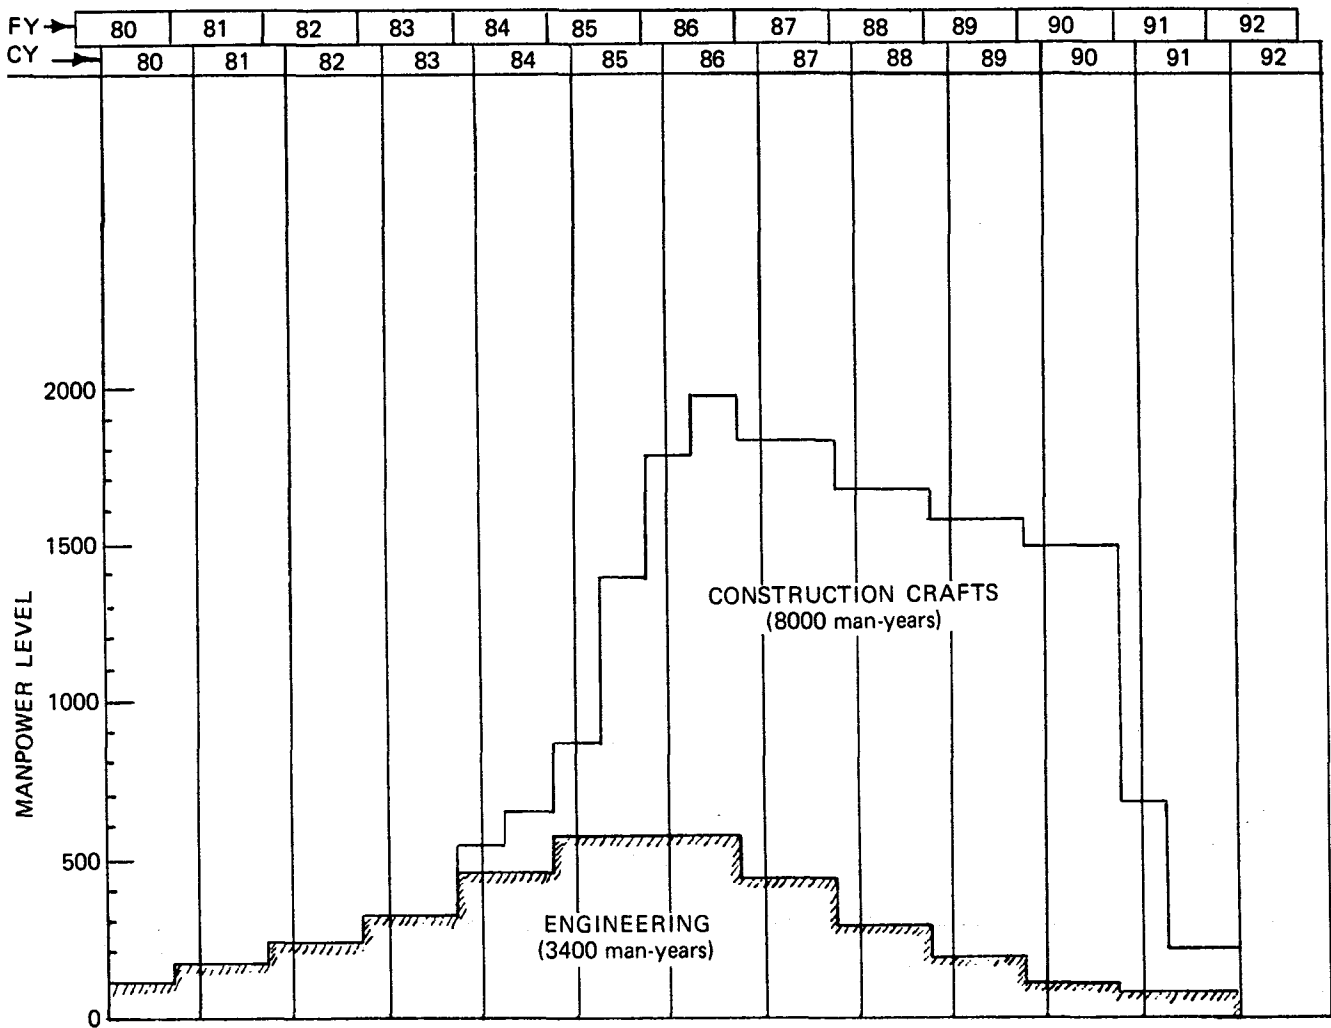 FY 80 81 82 83 84 85 86 87 88 89 90 91 92
CY 80 81 82 83 84 85 86 87 88 89 90 91 92
2000
1500
CONSTRUCTION CRAFTS
(8000 man-years)
MANPOWER LEVEL
1000
500
ENGINEERING
(3400 man-years)
0